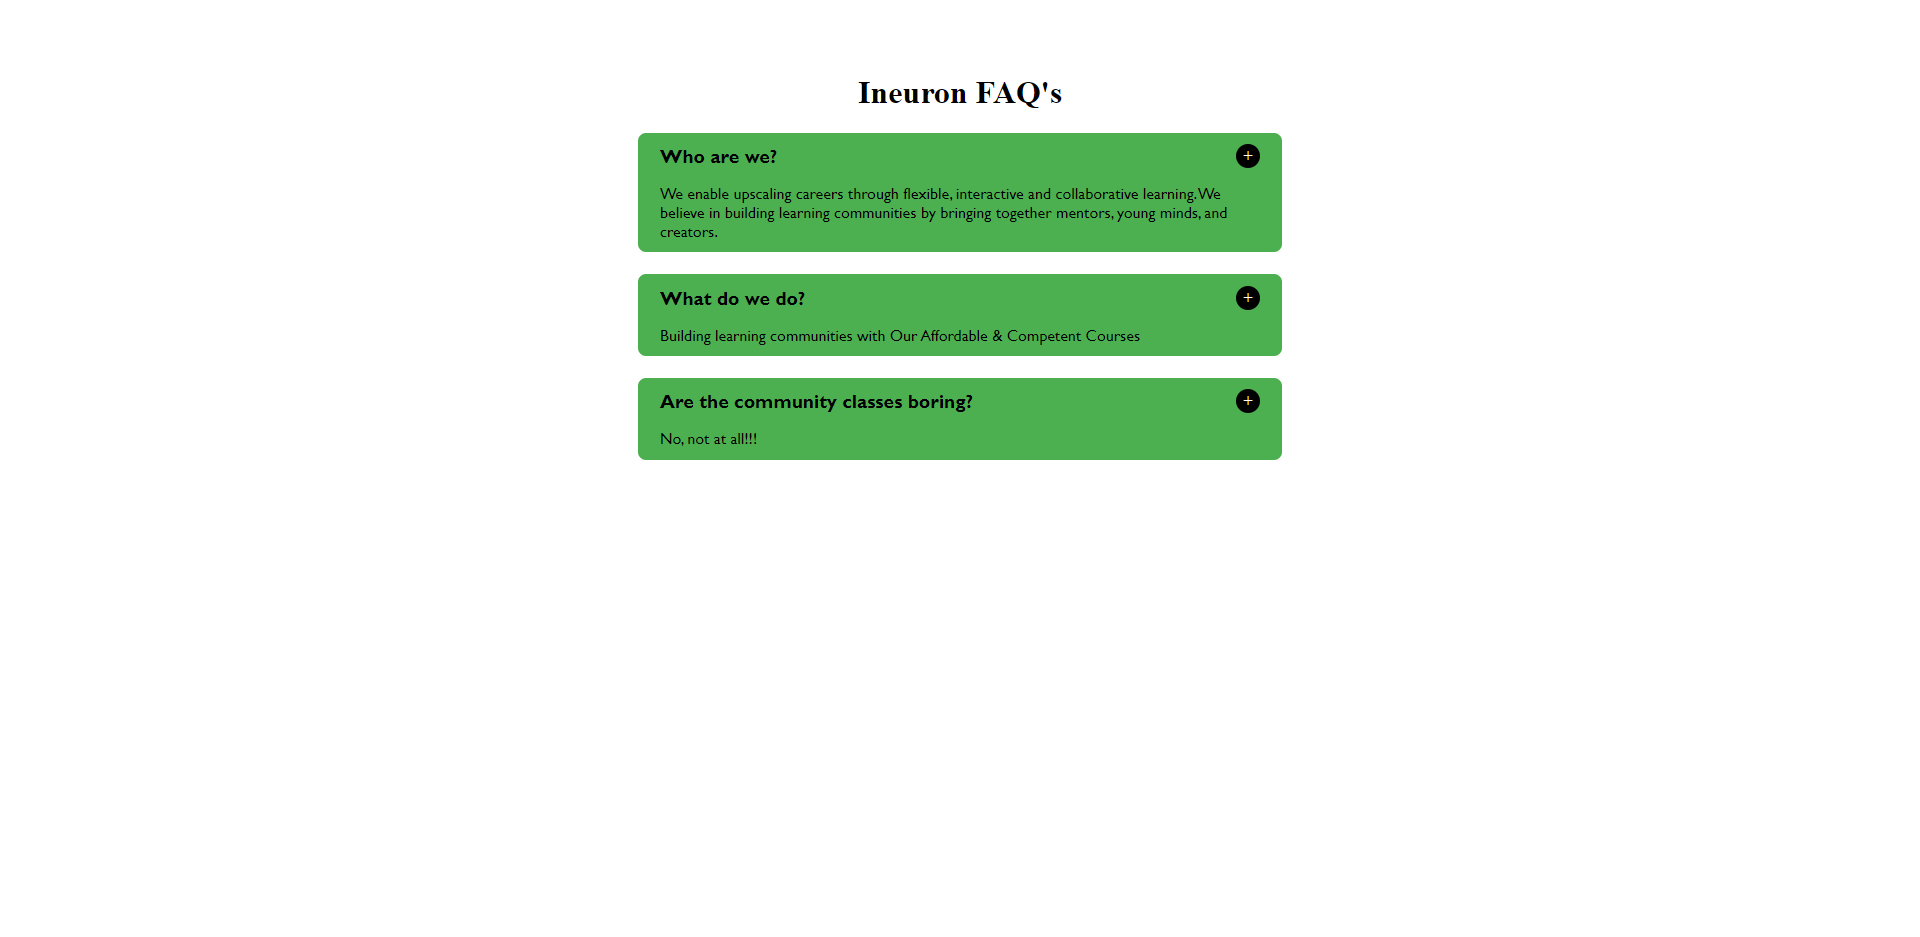 Ineuron FAQ's
Who are we?
+
We enable upscaling careers through flexible, interactive and collaborative learning.We
believe in building learning communities by bringing together mentors, young minds, and
creators.
What do we do?
+
Building learning communities with Our Affordable & Competent Courses
Are the community classes boring?
+
No, not at all!!!